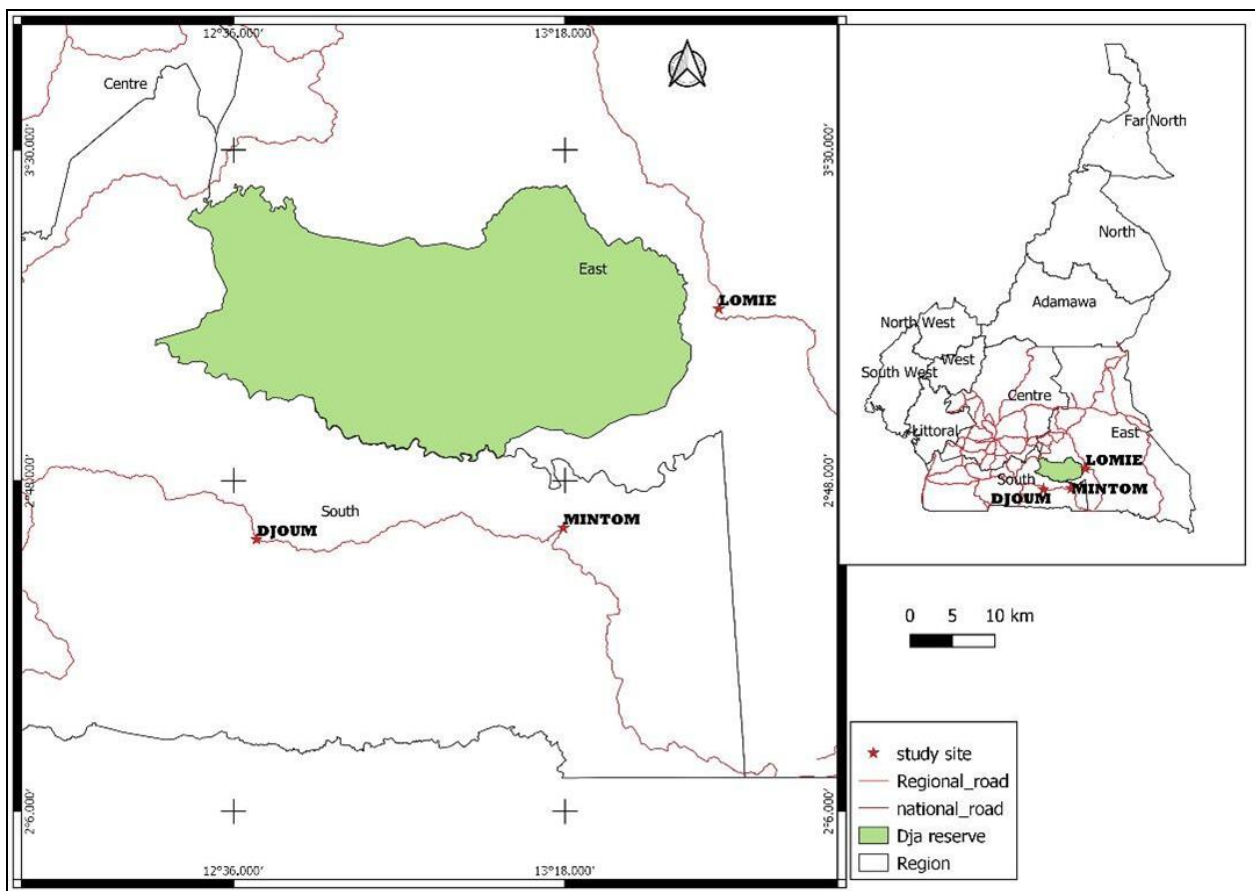 12°36.000'
13°18.000'
Centre
3°30.000'
3°30.000'
East
LOMIE
2°48.000'
2°48.000'
South
DJOUM
MINTOM
2°6.000'
2°6.000'
12°36.000'
13°18.000'
Far North
North
Adamawa
North West
West
South West
Centre
Littoral
East
LOMIE
South
MINTOM
DJOUM
0 5 10 km
study site
Regional_road
national_road
Dja reserve
Region